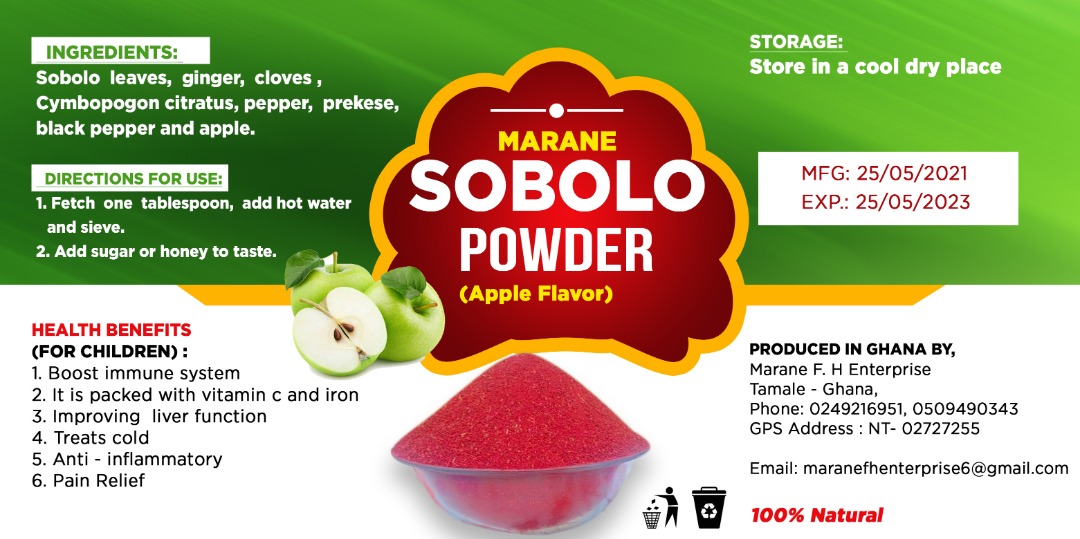 INGREDIENTS:
Sobolo leaves, ginger, cloves ,
Cymbopogon citratus, pepper, prekese,
black pepper and apple.
DIRECTIONS FOR USE:
1. Fetch one tablespoon, add hot water
and sieve.
2. Add sugar or honey to taste.
HEALTH BENEFITS
(FOR CHILDREN) :
1. Boost immune system
2. It is packed with vitamin c and iron
3. Improving liver function
4. Treats cold
5. Anti - inflammatory
6. Pain Relief
MARANE
SOBOLO
POWDER
(Apple Flavor)
STORAGE:
Store in a cool dry place
MFG: 25/05/2021
EXP.: 25/05/2023
PRODUCED IN GHANA BY,
Marane F. H Enterprise
Tamale - Ghana,
Phone: 0249216951, 0509490343
GPS Address : NT- 02727255
Email: maranefhenterprise6@gmail.com
100% Natural